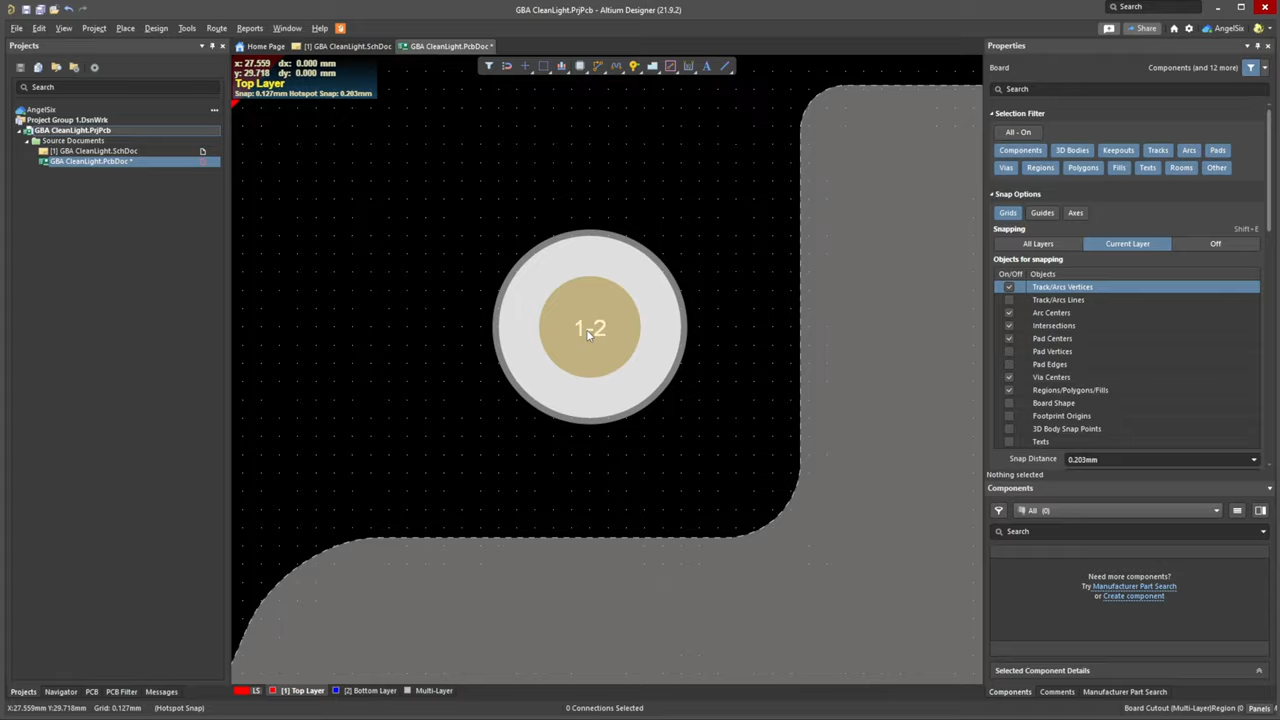 GBA CleanLight.PrjPcb - Altium Designer (21.9.2)
Search
File Edit View Project Place Design Tools Route Reports Window Help
Share
AngelSix
Projects
Home Page
[1] GBA CleanLight.SchDoc
GBA CleanLight.PcbDoc *
Properties
Search
AngelSix
Project Group 1.DsnWrk
GBA CleanLight.PrjPcb
Source Documents
[1] GBA CleanLight.SchDoc
GBA CleanLight.PcbDoc *
x: 27.559 dx: 0.000 mm
y: 29.718 dy: 0.000 mm
Top Layer
Snap: 0.127mm Hotspot Snap: 0.203mm
1-2
Board
Components (and 12 more)
Search
Selection Filter
All - On
Components 3D Bodies Keepouts Tracks Arcs Pads
Vias Regions Polygons Fills Texts Rooms Other
Snap Options
Grids Guides Axes
Snapping
Shift+E
All Layers Current Layer Off
Objects for snapping
On/Off Objects
Track/Arcs Vertices
Track/Arcs Lines
Arc Centers
Intersections
Pad Centers
Pad Vertices
Pad Edges
Via Centers
Regions/Polygons/Fills
Board Shape
Footprint Origins
3D Body Snap Points
Texts
Snap Distance 0.203mm
Nothing selected
Components
All (0)
Search
Need more components?
Try Manufacturer Part Search
or Create component
Selected Component Details
Projects Navigator PCB PCB Filter Messages
LS [1] Top Layer [2] Bottom Layer Multi-Layer
Components Comments Manufacturer Part Search
X:27.559mm Y:29.718mm Grid: 0.127mm (Hotspot Snap)
0 Connections Selected
Board Cutout (Multi-Layer)Region (0
Panels